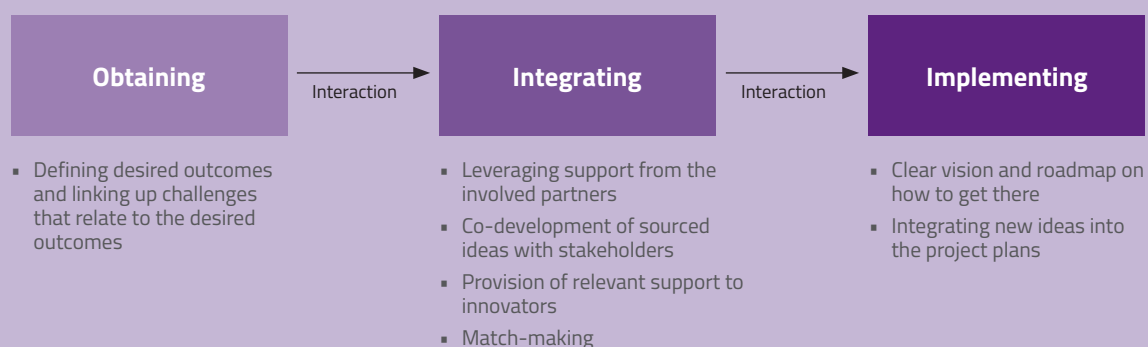 Obtaining
Interaction
Integrating
Interaction
Implementing
▪ Defining desired outcomes
and linking up challenges
that relate to the desired
outcomes
▪ Leveraging support from the
involved partners
▪ Co-development of sourced
ideas with stakeholders
▪ Provision of relevant support to
innovators
▪ Match-making
▪ Clear vision and roadmap on
how to get there
▪ Integrating new ideas into
the project plans